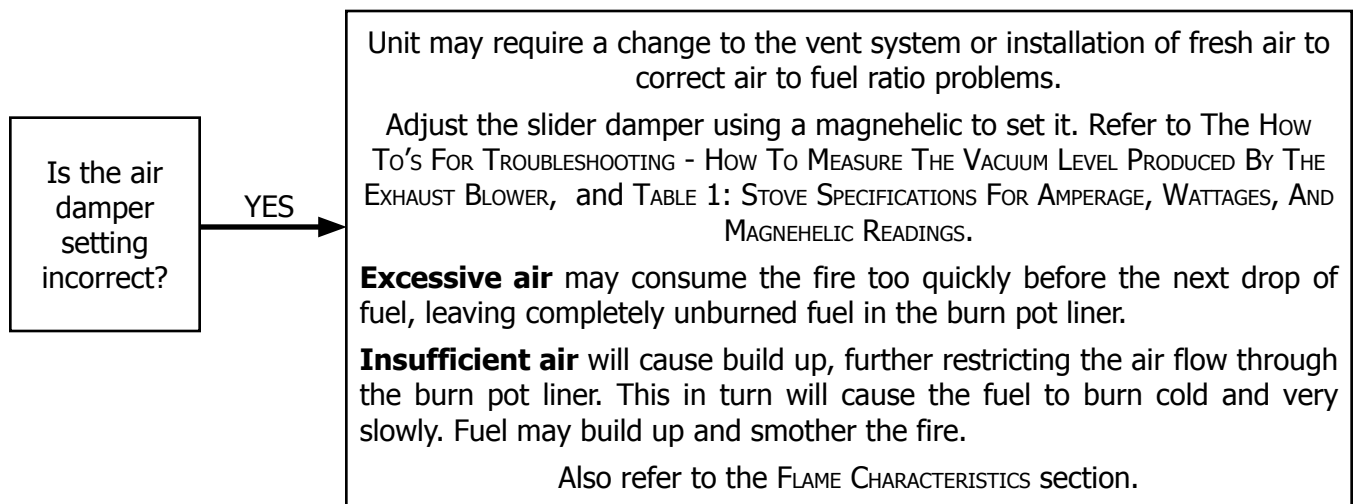 Is the air
damper
setting
incorrect?
YES
Unit may require a change to the vent system or installation of fresh air to
correct air to fuel ratio problems.
Adjust the slider damper using a magnehelic to set it. Refer to The How
To's For Troubleshooting - How To Measure The Vacuum Level Produced By The
Exhaust Blower, and Table 1: Stove Specifications For Amperage, Wattages, And
Magnehelic Readings.
Excessive air may consume the fire too quickly before the next drop of
fuel, leaving completely unburned fuel in the burn pot liner.
Insufficient air will cause build up, further restricting the air flow through
the burn pot liner. This in turn will cause the fuel to burn cold and very
slowly. Fuel may build up and smother the fire.
Also refer to the Flame Characteristics section.